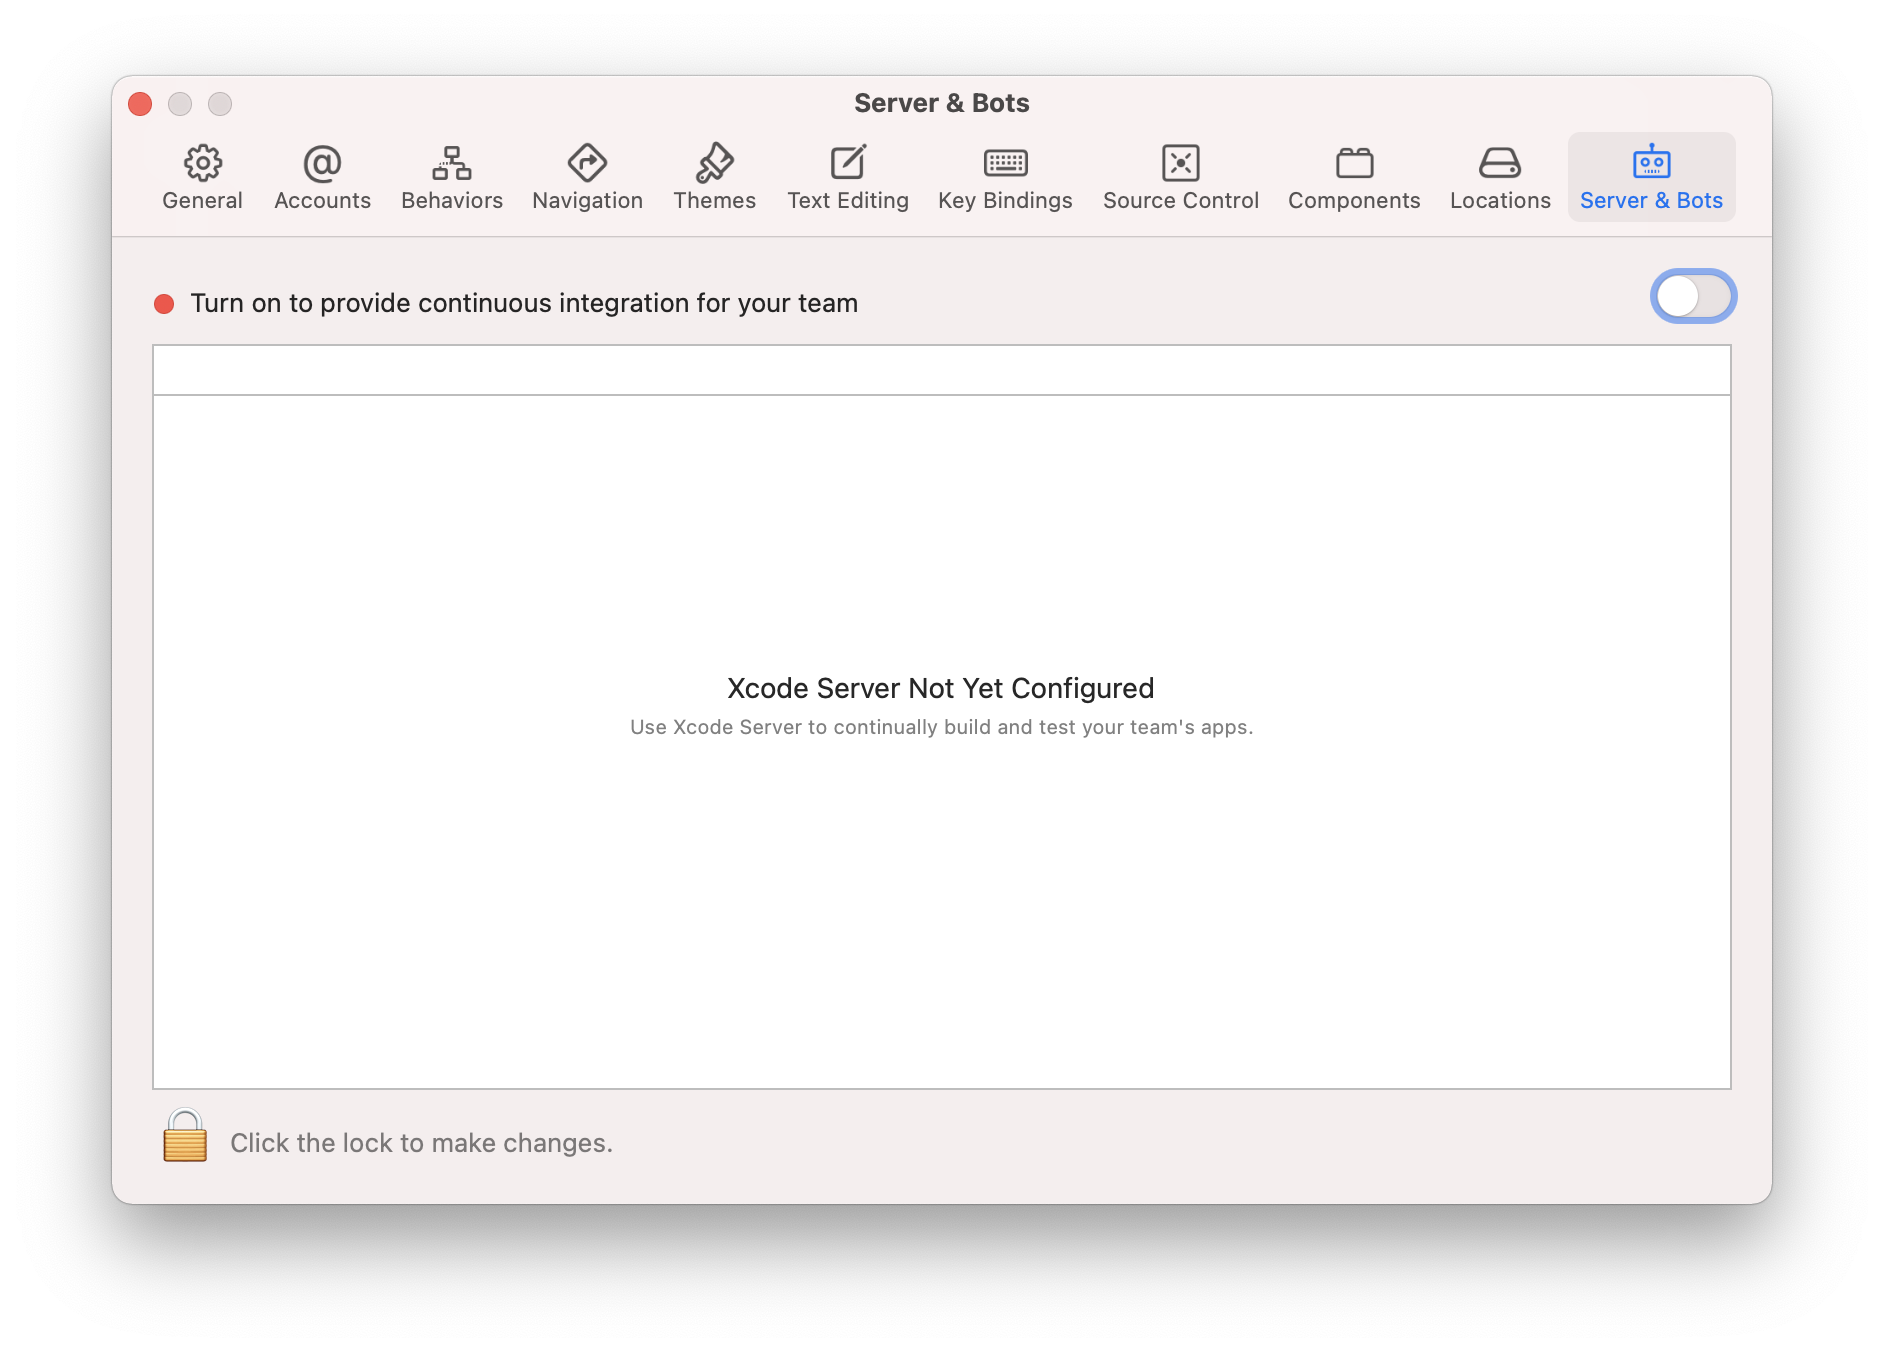 Server & Bots
General Accounts Behaviors Navigation Themes Text Editing Key Bindings Source Control Components Locations Server & Bots
Turn on to provide continuous integration for your team
Xcode Server Not Yet Configured
Use Xcode Server to continually build and test your team's apps.
Click the lock to make changes.